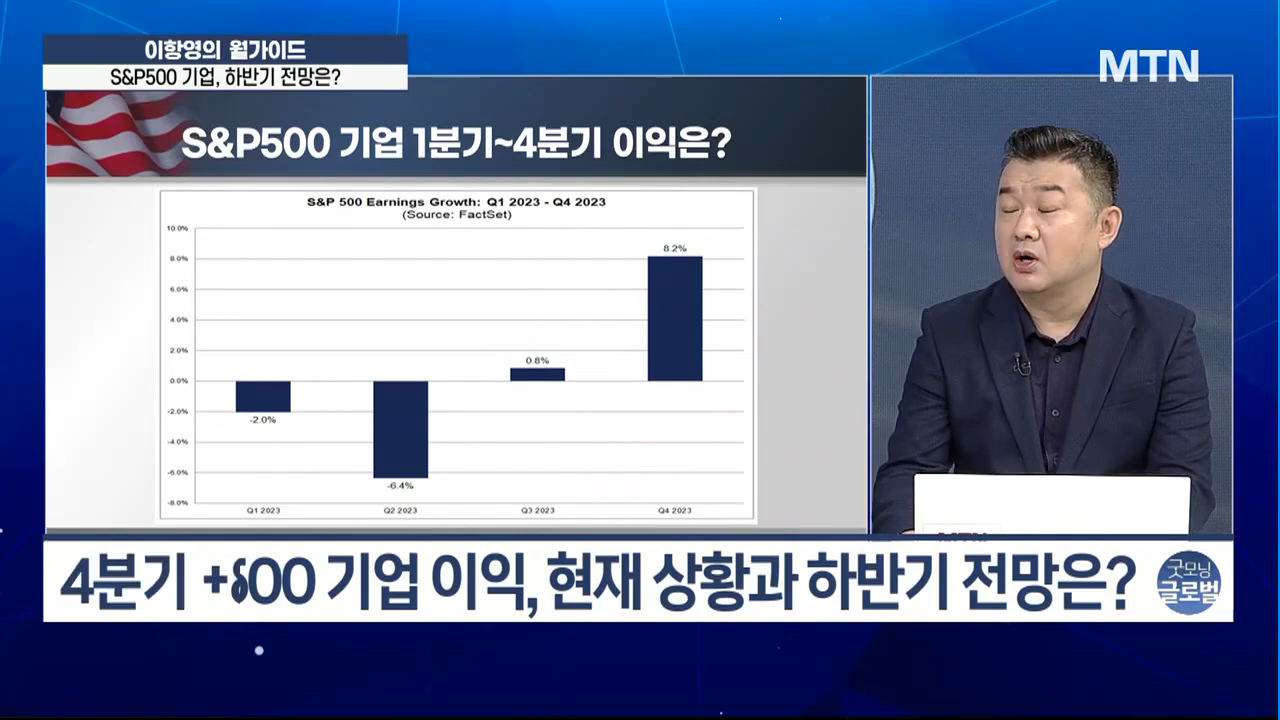 이항영의 월가이드
S&P500 기업, 하반기 전망은?
MTN
S&P500 기업 1분기~4분기 이익은?
S&P 500 Earnings Growth: Q1 2023 - Q4 2023
(Source: FactSet)
10.0%
8.0%
6.0%
4.0%
2.0%
0.0%
-2.0%
-4.0%
-6.0%
-8.0%
-2.0%
-6.4%
0.8%
8.2%
Q1 2023
Q2 2023
Q3 2023
Q4 2023
4분기 +δ00 기업 이익, 현재 상황과 하반기 전망은?
굿모닝
글로벌